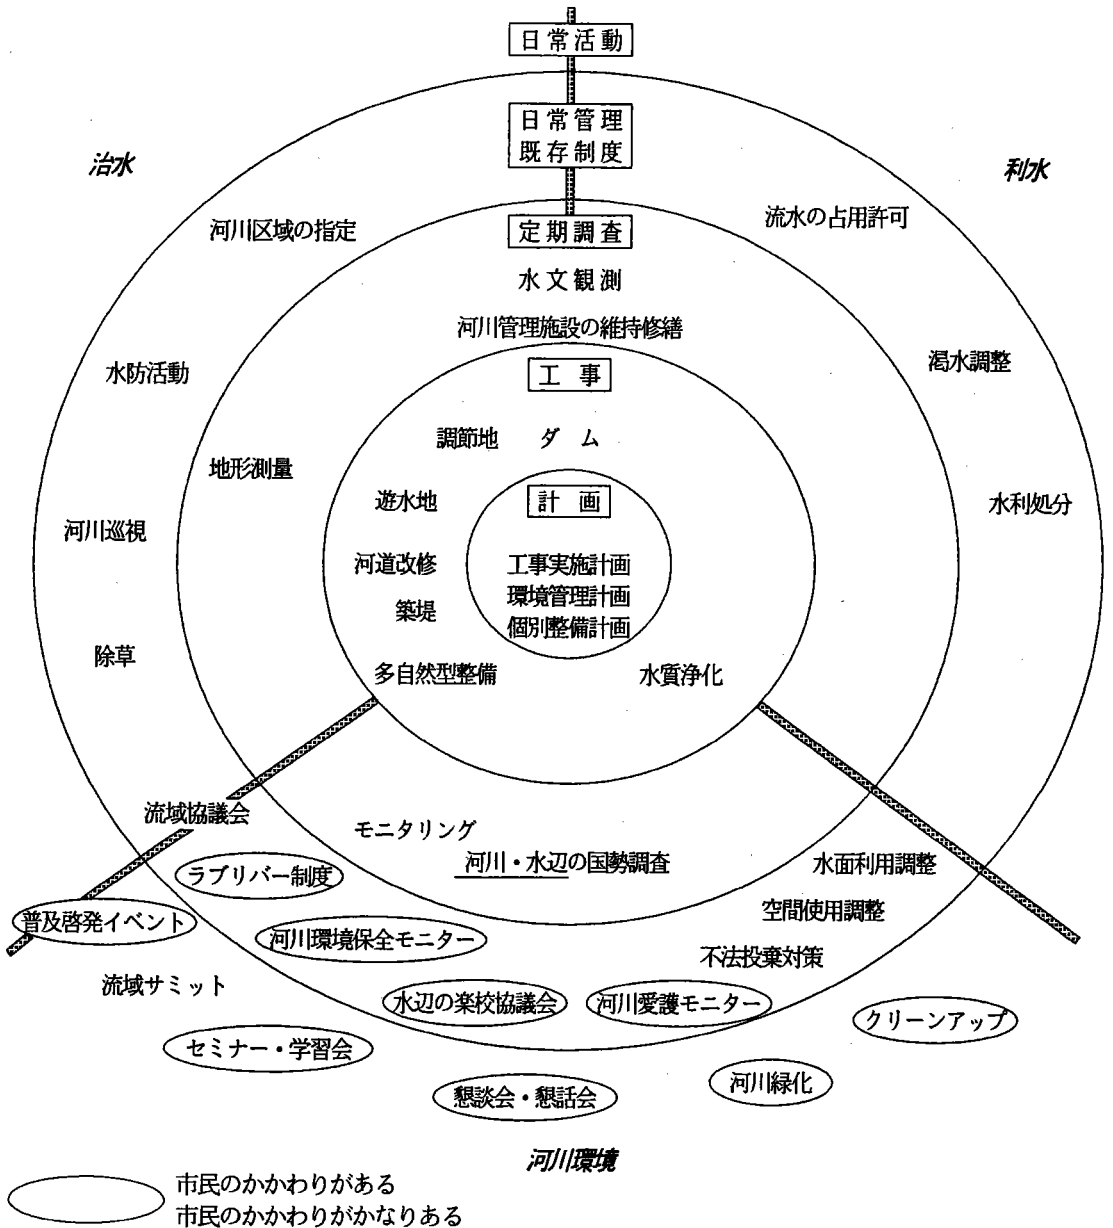 日常活動
日常管理
既存制度
治水
利水
河川区域の指定
定期調査
流水の占用許可
水文観測
河川管理施設の維持修繕
水防活動
工事
渇水調整
調節地
ダム
地形測量
遊水地
計画
水利処分
河川巡視
河道改修
工事実施計画
環境管理計画
築堤
個別整備計画
除草
多自然型整備
水質浄化
流域協議会
モニタリング
河川・水辺の国勢調査
水面利用調整
ラブリバー制度
空間使用調整
普及啓発イベント
河川環境保全モニター
不法投棄対策
流域サミット
水辺の楽校協議会
河川愛護モニター
クリーンアップ
セミナー・学習会
河川緑化
懇談会・懇話会
河川環境
市民のかかわりがある
市民のかかわりがかなりある